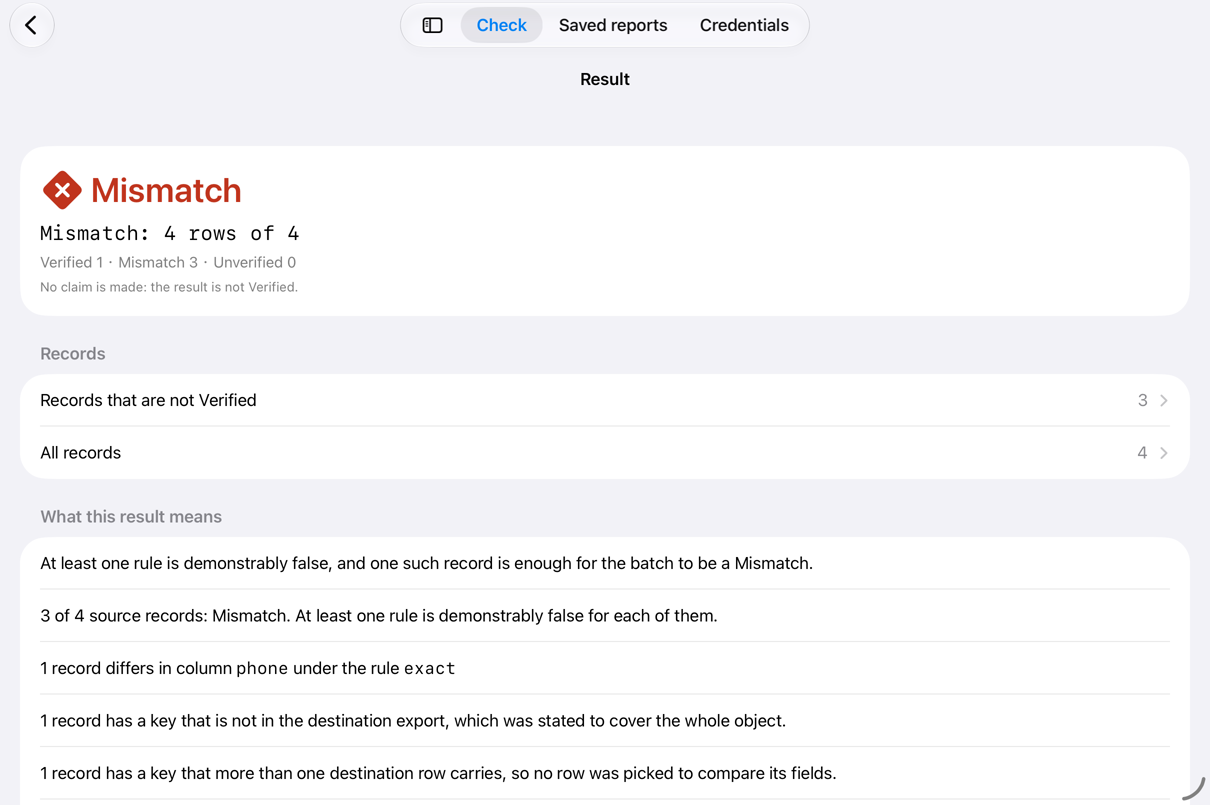 Check
Saved reports
Credentials
Result
Mismatch
Mismatch: 4 rows of 4
Verified 1 · Mismatch 3 · Unverified 0
No claim is made: the result is not Verified.
Records
Records that are not Verified 3
All records 4
What this result means
At least one rule is demonstrably false, and one such record is enough for the batch to be a Mismatch.
3 of 4 source records: Mismatch. At least one rule is demonstrably false for each of them.
1 record differs in column phone under the rule exact
1 record has a key that is not in the destination export, which was stated to cover the whole object.
1 record has a key that more than one destination row carries, so no row was picked to compare its fields.